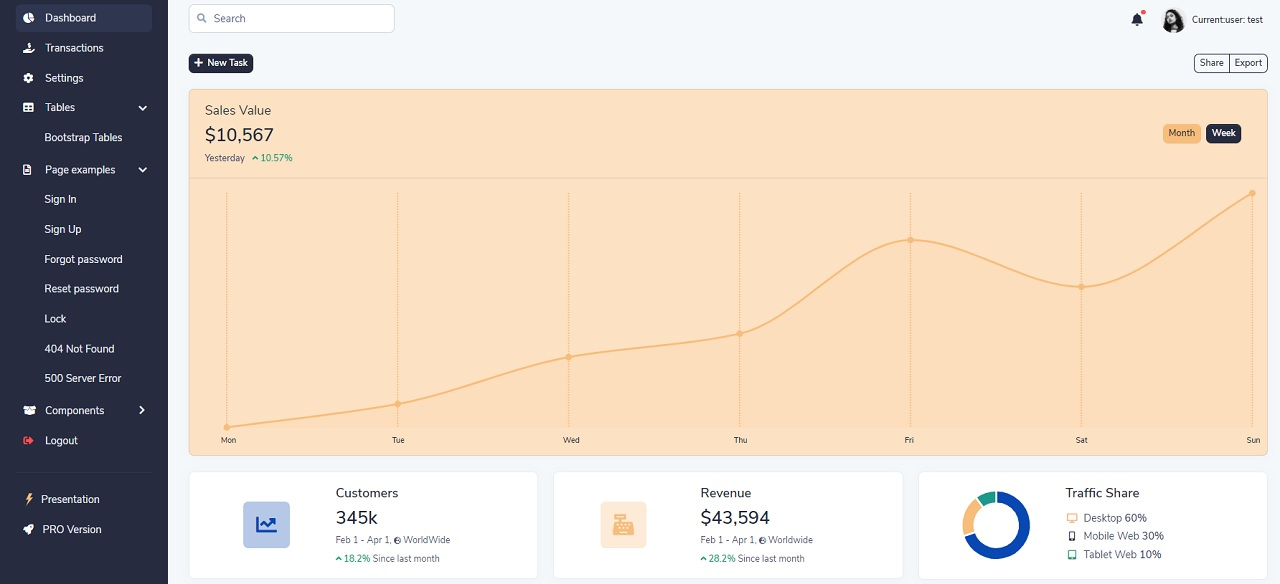 Dashboard
Transactions
Settings
Tables
Bootstrap Tables
Page examples
Sign In
Sign Up
Forgot password
Reset password
Lock
404 Not Found
500 Server Error
Components
Logout
Presentation
PRO Version
Search
Current:user: test
New Task
Share Export
Sales Value
$10,567
Yesterday 10.57%
Month Week
Mon Tue Wed Thu Fri Sat Sun
Customers
345k
Feb 1 - Apr 1, WorldWide
18.2% Since last month
Revenue
$43,594
Feb 1 - Apr 1, Worldwide
28.2% Since last month
Traffic Share
Desktop 60%
Mobile Web 30%
Tablet Web 10%